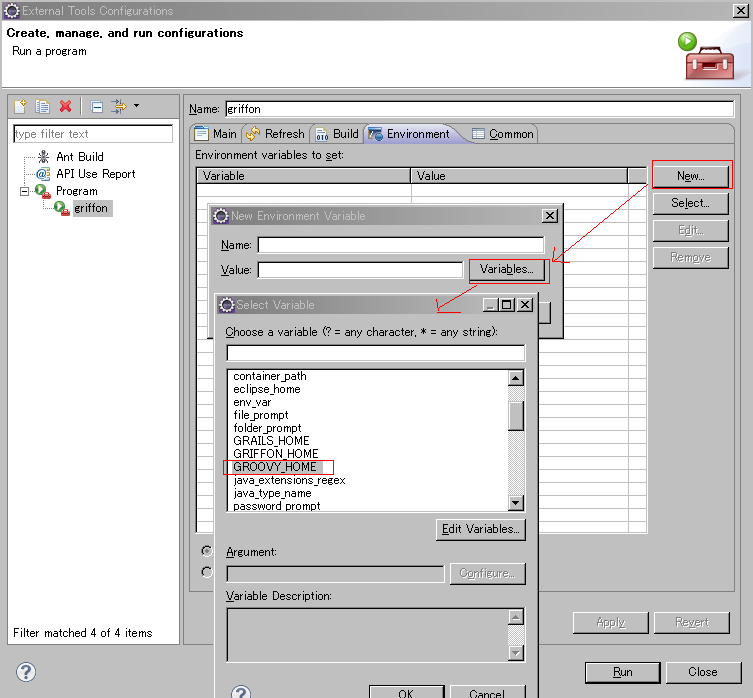 External Tools Configurations
Create, manage, and run configurations
Run a program
type filter text
Ant Build
API Use Report
Program
griffon
Filter matched 4 of 4 items
Name: griffon
Main Refresh Build Environment Common
Environment variables to set:
Variable Value
New...
Select...
Edit...
Remove
New Environment Variable
Name:
Value: Variables...
Select Variable
Choose a variable (? = any character, * = any string):
container_path
eclipse_home
env_var
file_prompt
folder_prompt
GRAILS_HOME
GRIFFON_HOME
GROOVY_HOME
java_extensions_regex
java_type_name
password_prompt
Edit Variables...
Argument:
Configure...
Variable Description:
OK Cancel
Apply Revert
Run Close